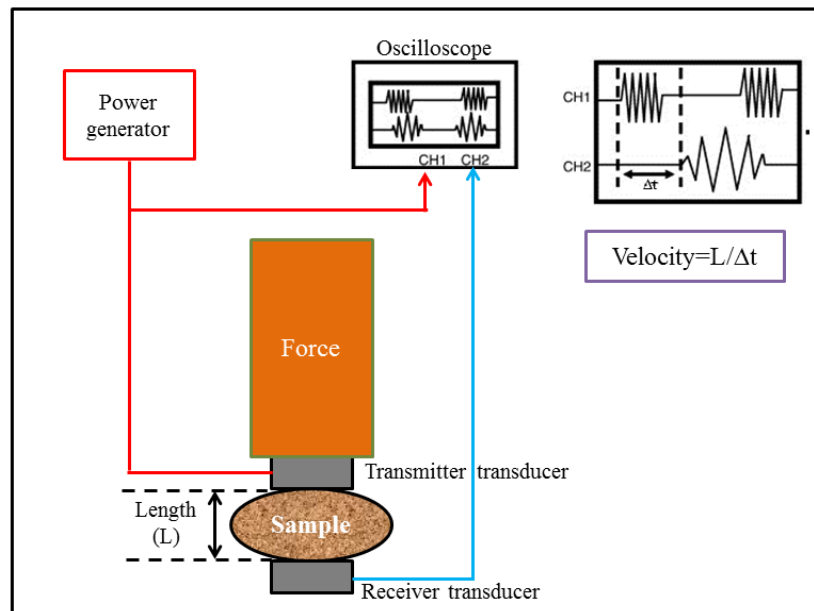 Oscilloscope
Power
generator
CH1 CH2
CH1
CH2
Δt
Velocity=L/Δt
Force
Transmitter transducer
Length
(L)
Sample
Receiver transducer